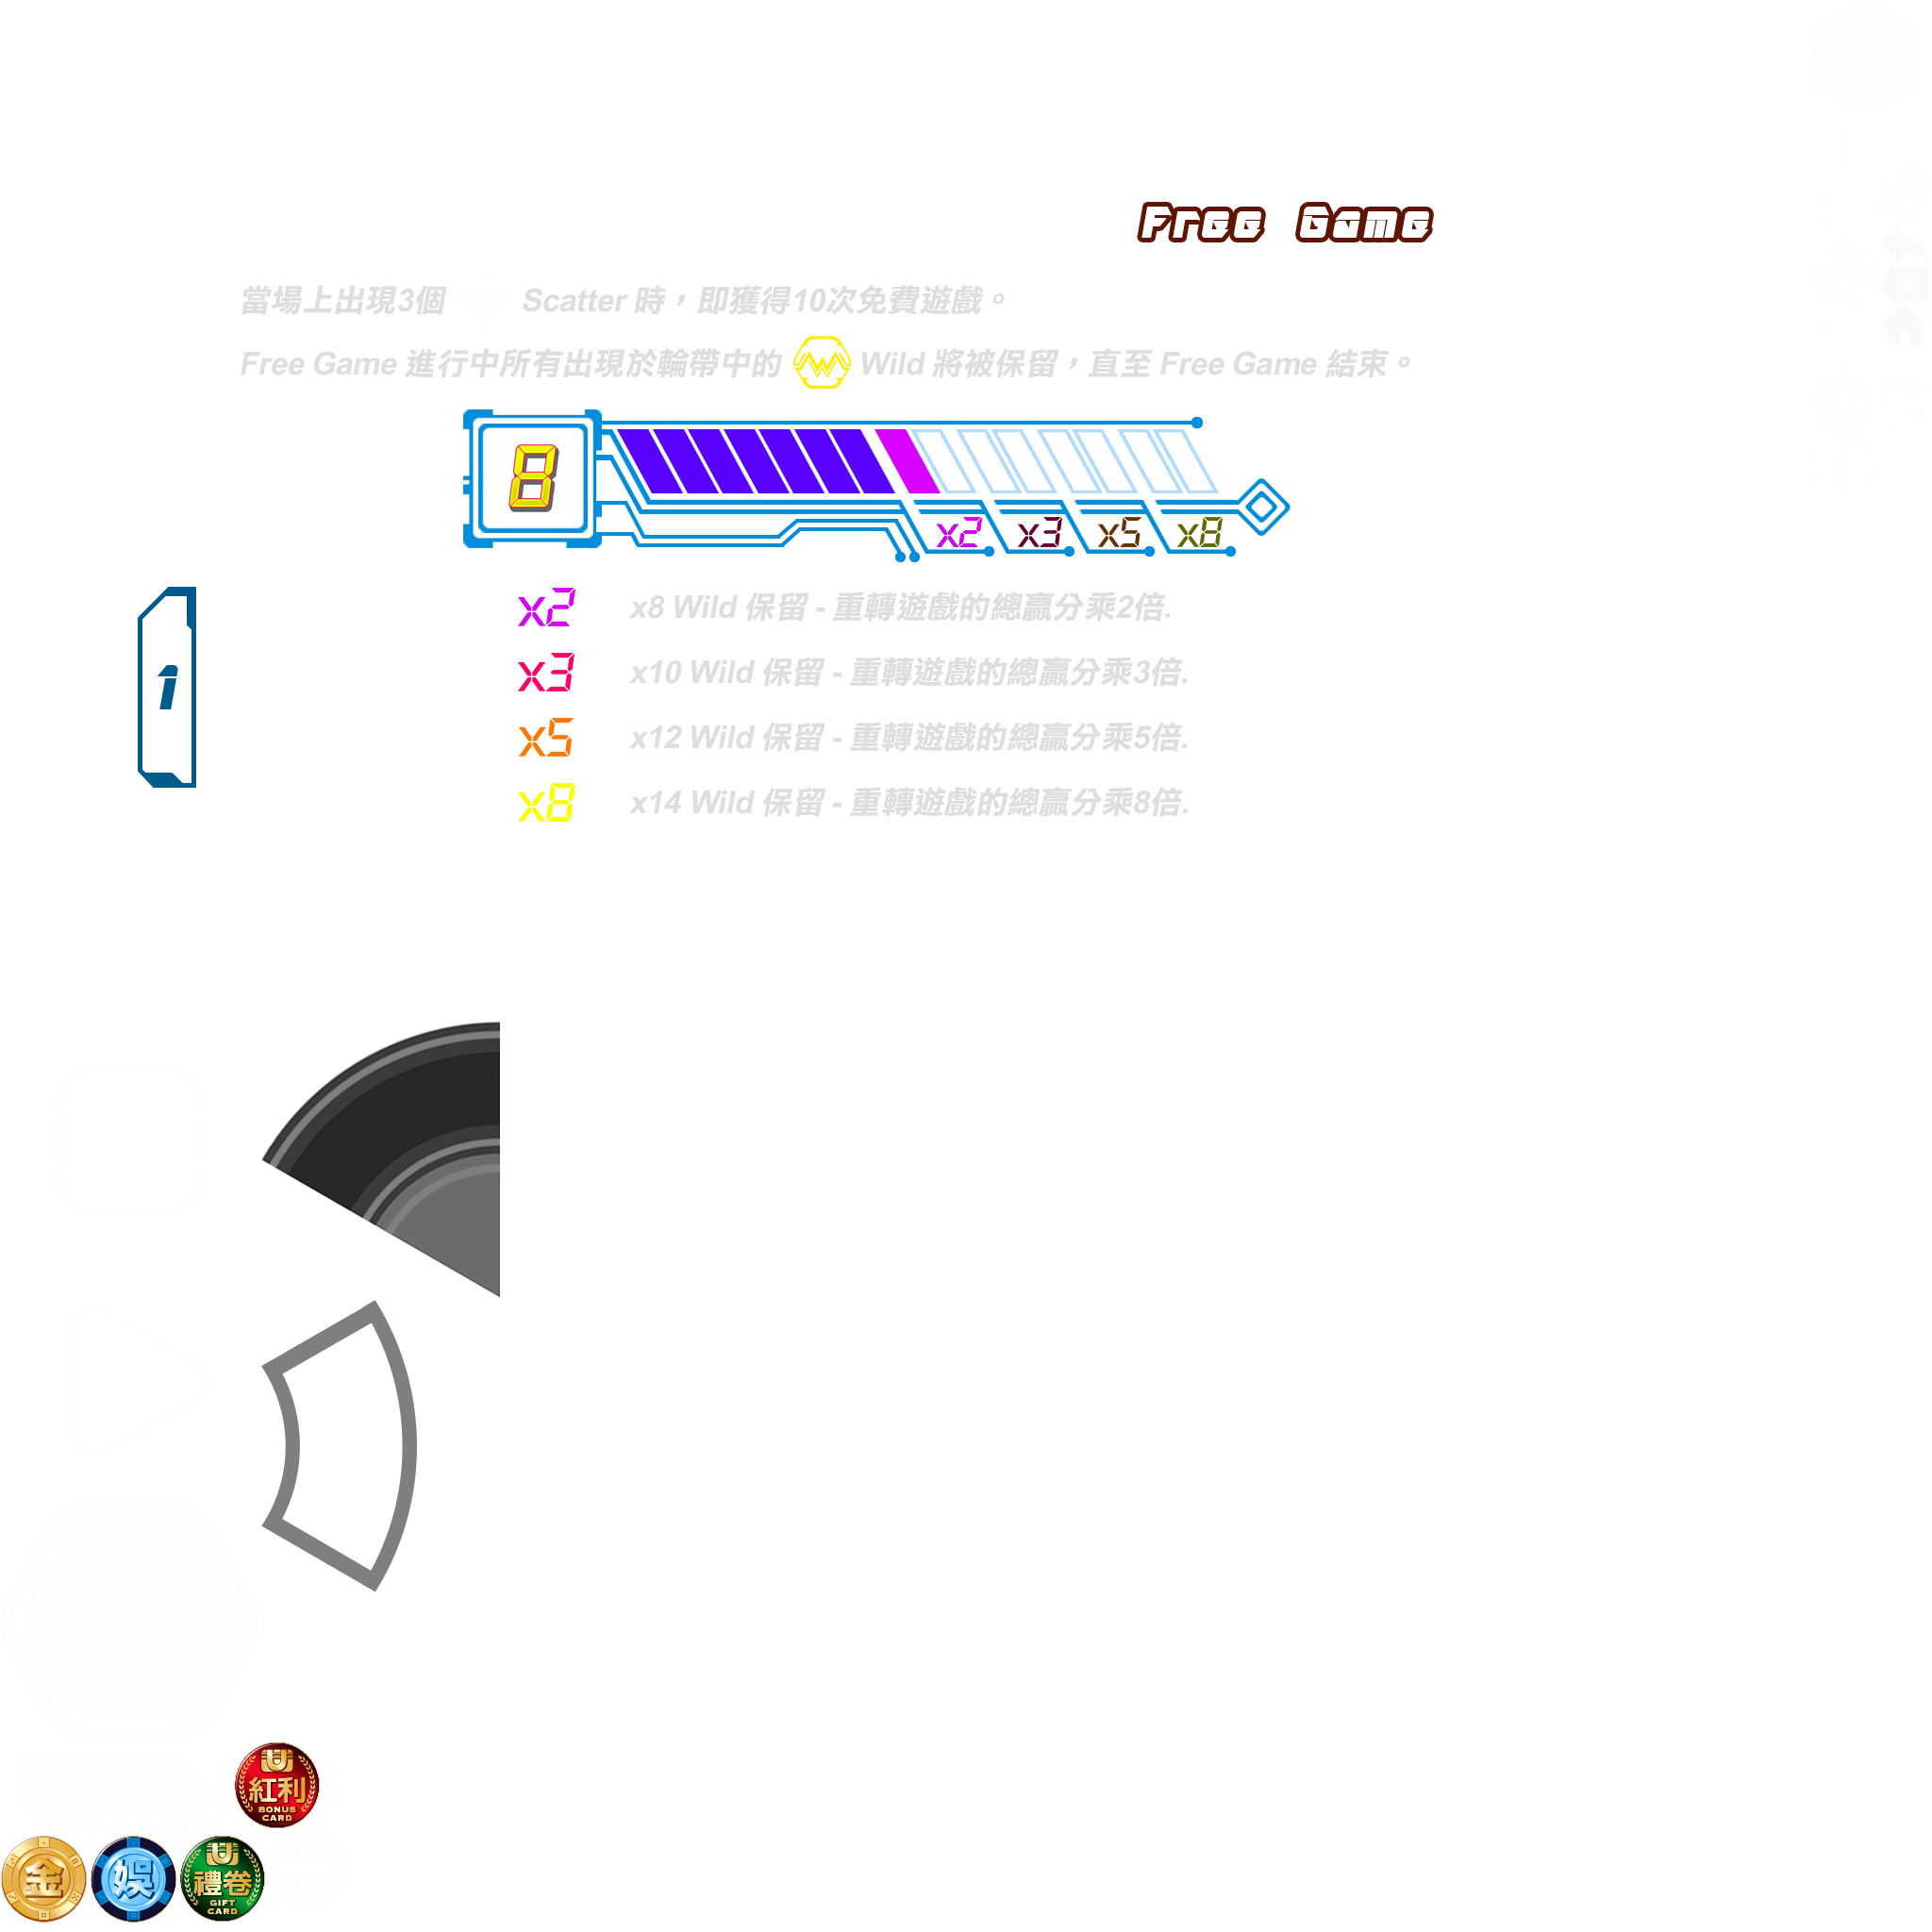 Free Game
當場上出現3個 Scatter 時，即獲得10次免費遊戲。
Free Game 進行中所有出現於輪帶中的 Wild 將被保留，直至 Free Game 結束。
8
x2 x3 x5 x8
1
x2 x8 Wild 保留 - 重轉遊戲的總贏分乘2倍.
x3 x10 Wild 保留 - 重轉遊戲的總贏分乘3倍.
x5 x12 Wild 保留 - 重轉遊戲的總贏分乘5倍.
x8 x14 Wild 保留 - 重轉遊戲的總贏分乘8倍.
U
紅利
BONUS
CARD
金
娛
U
禮卷
GIFT
CARD